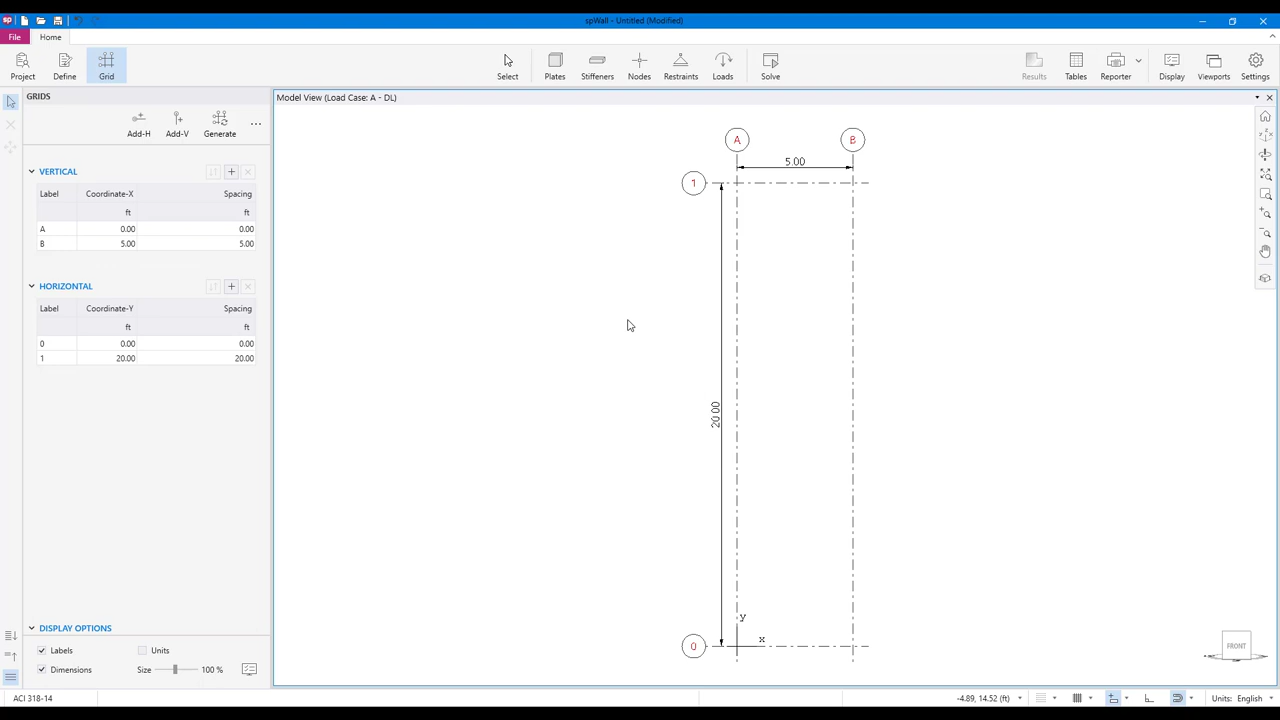 sp spWall - Untitled (Modified)
File Home
Project Define Grid Select Plates Stiffeners Nodes Restraints Loads Solve Results Tables Reporter Display Viewports Settings
GRIDS
Add-H Add-V Generate ...
VERTICAL
Label Coordinate-X Spacing
ft ft
A 0.00 0.00
B 5.00 5.00
HORIZONTAL
Label Coordinate-Y Spacing
ft ft
0 0.00 0.00
1 20.00 20.00
DISPLAY OPTIONS
Labels Units
Dimensions Size 100 %
Model View (Load Case: A - DL)
A B
5.00
1
20.00
y
x
0
FRONT
ACI 318-14 -4.89, 14.52 (ft) Units: English